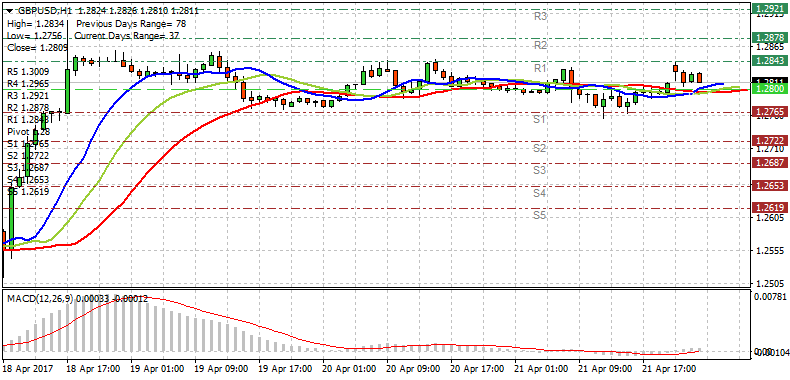 GBPUSD,H1 1.2824 1.2826 1.2810 1.2811
High= 1.2834 Previous Days Range= 78
Low= 1.2756 Current Days Range= 37
Close= 1.2809
R5 1.3009
R4 1.2965
R3 1.2921
R2 1.2878
R1 1.2843
Pivot
S1 1.2765
S2 1.2722
S3 1.2687
S4 1.2653
S5 1.2619
R3
R2
R1
S1
S2
S3
S4
S5
1.2921
1.2915
1.2878
1.2865
1.2843
1.2811
1.2800
1.2765
1.2722
1.2710
1.2687
1.2653
1.2619
1.2605
1.2555
1.2505
MACD(12,26,9) 0.00033 -0.00012
0.00781
0.00
-0.00104
18 Apr 2017
18 Apr 17:00
19 Apr 01:00
19 Apr 09:00
19 Apr 17:00
20 Apr 01:00
20 Apr 09:00
20 Apr 17:00
21 Apr 01:00
21 Apr 09:00
21 Apr 17:00